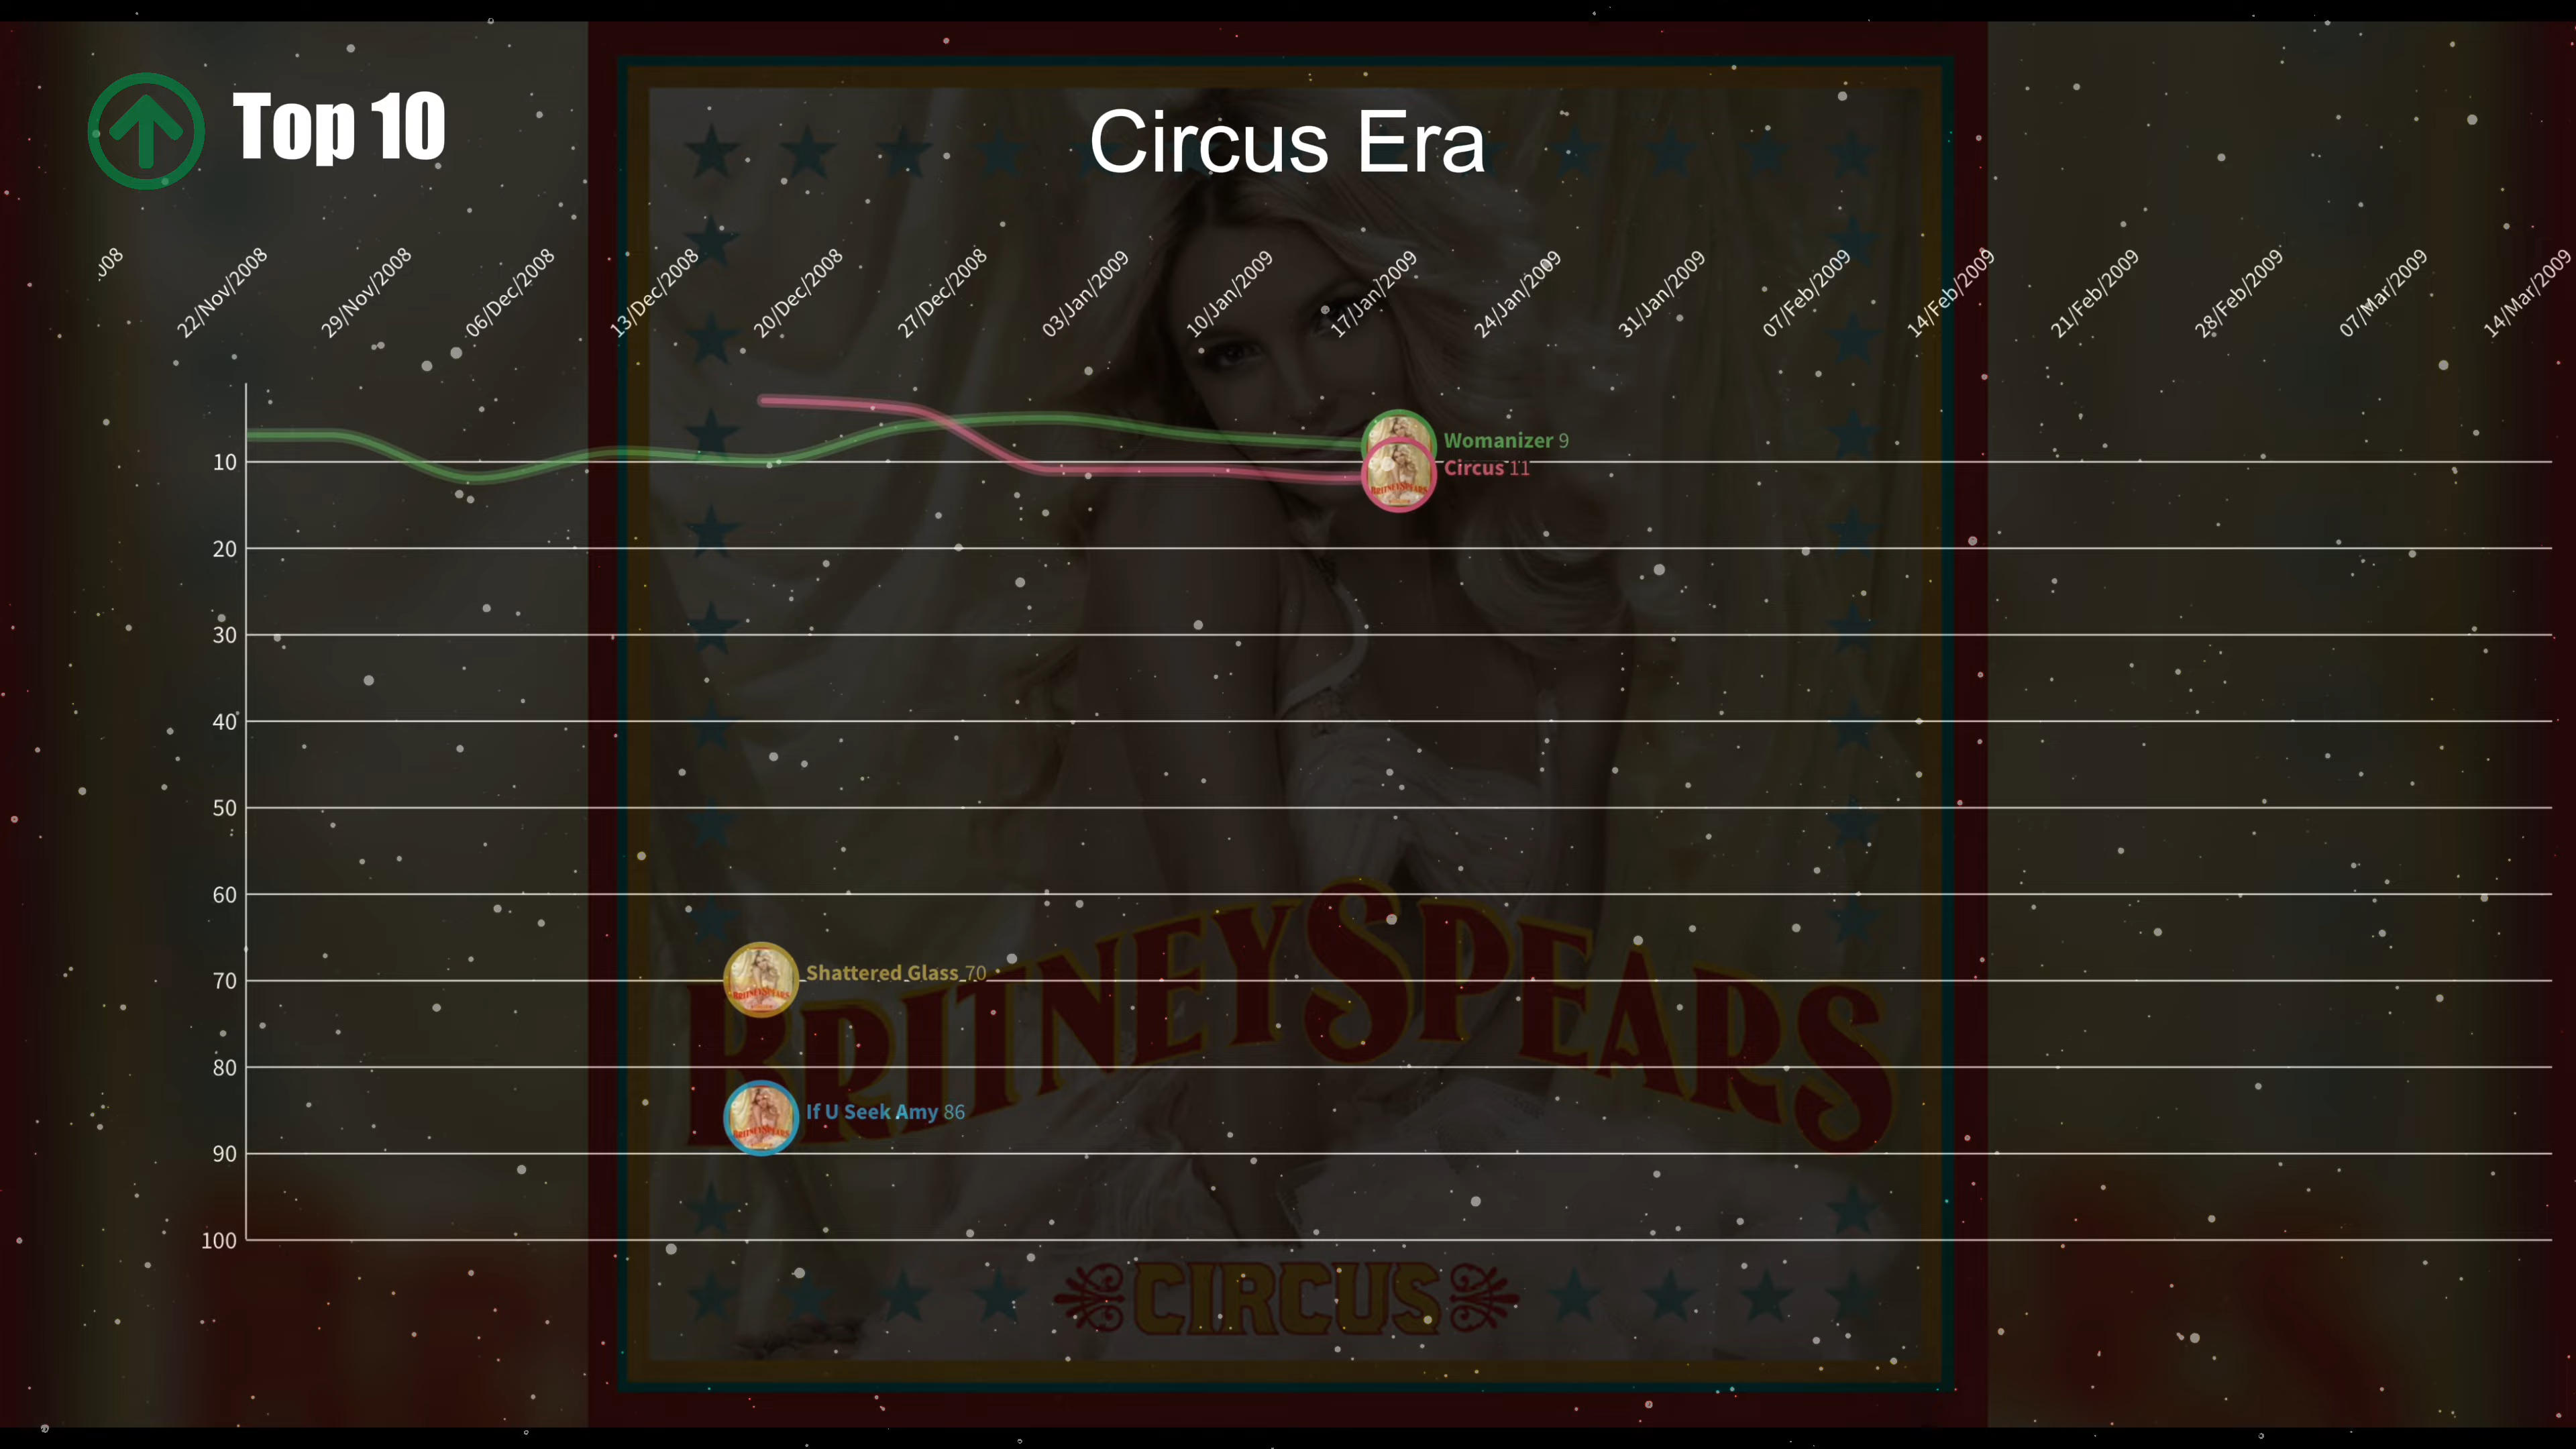 Top 10
Circus Era
22/Nov/2008
29/Nov/2008
06/Dec/2008
13/Dec/2008
20/Dec/2008
27/Dec/2008
03/Jan/2009
10/Jan/2009
17/Jan/2009
24/Jan/2009
31/Jan/2009
07/Feb/2009
14/Feb/2009
21/Feb/2009
28/Feb/2009
07/Mar/2009
14/Mar/2009
Womanizer 9
10
Circus 11
20
30
40
50
60
Shattered Glass 70
70
BRITNEY SPEARS
80
If U Seek Amy 86
90
100
CIRCUS